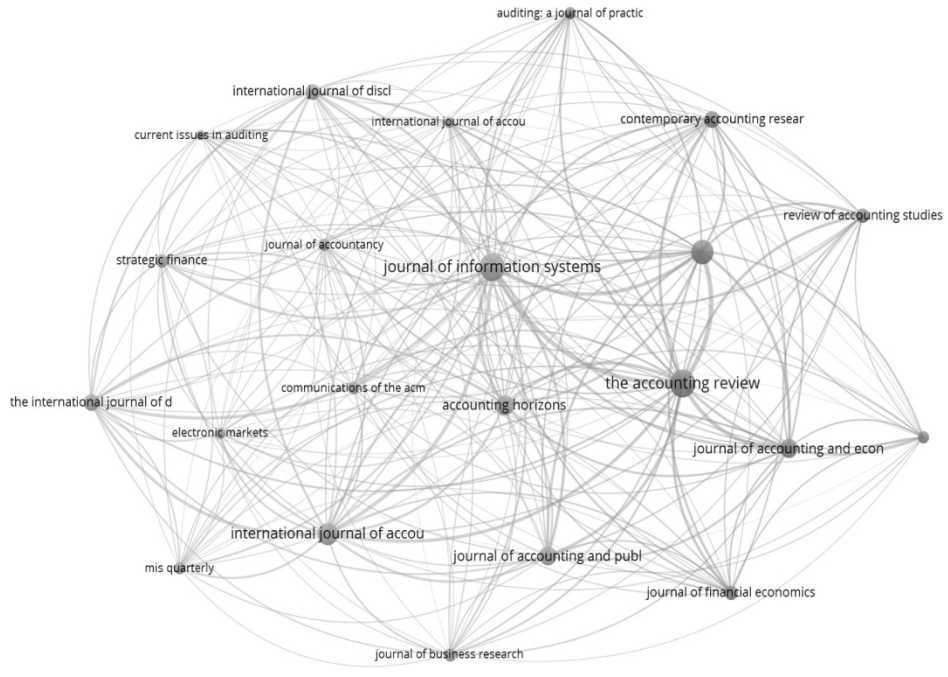 auditing: a journal of practic
international journal of discl
contemporary accounting resear
international journal of accou
current issues in auditing
review of accounting studies
journal of accountancy
strategic finance
journal of information systems
the accounting review
communications of the acm
the international journal of d
accounting horizons
electronic markets
journal of accounting and econ
international journal of accou
journal of accounting and publ
mis quarterly
journal of financial economics
journal of business research